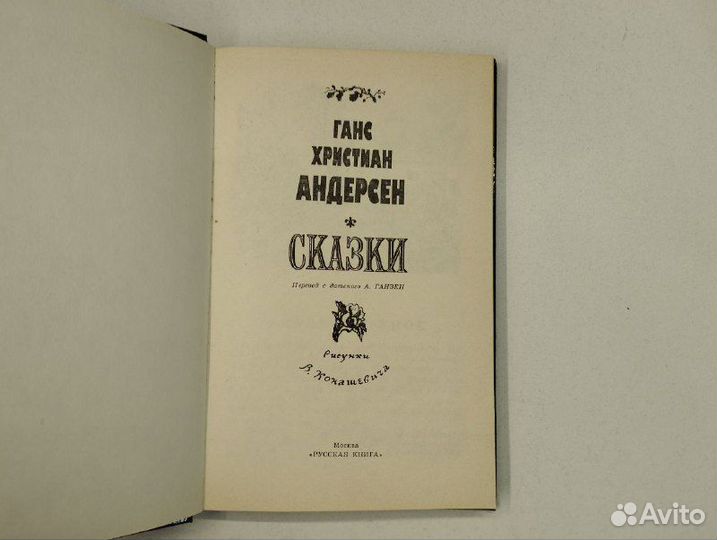 ГАНС
ХРИСТИАН
АНДЕРСЕН
СКАЗКИ
Перевод с датского А. ГАНЗЕН
Рисунки
В. Конашевича
Москва
«РУССКАЯ КНИГА»
Avito